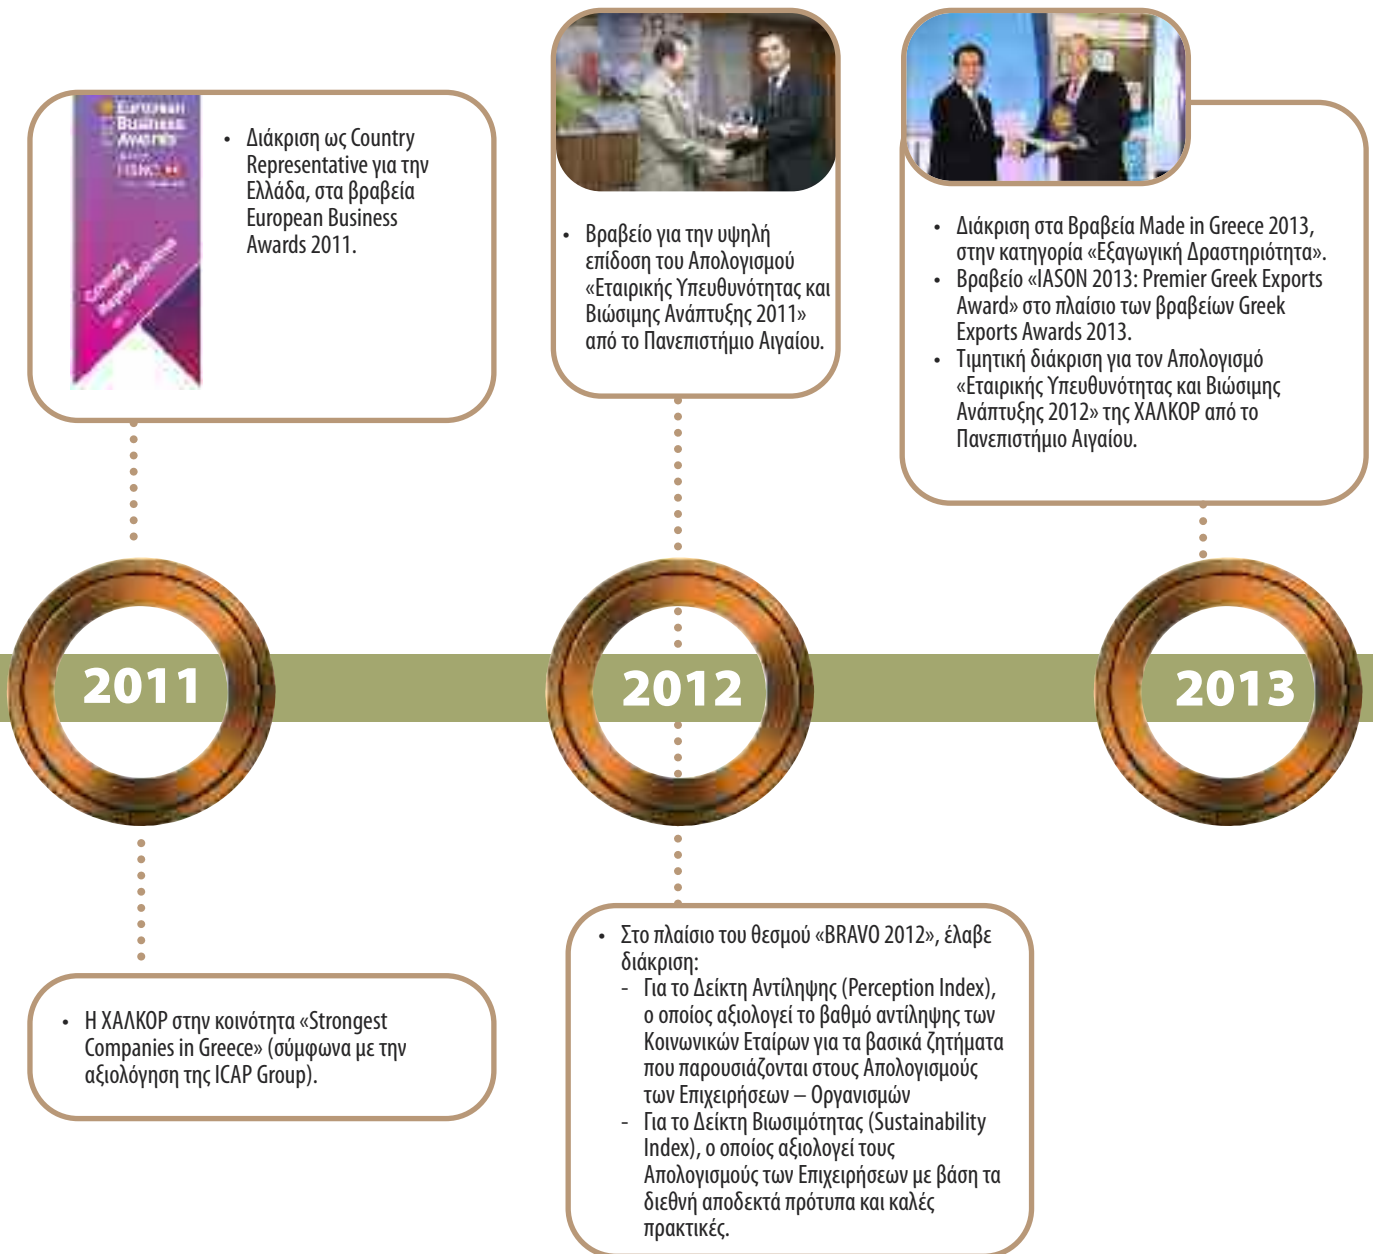 European
Business
Awards
HSBC
Country
Representative
• Διάκριση ως Country
Representative για την
Ελλάδα, στα βραβεία
European Business
Awards 2011.
• Βραβείο για την υψηλή
επίδοση του Απολογισμού
«Εταιρικής Υπευθυνότητας και
Βιώσιμης Ανάπτυξης 2011»
από το Πανεπιστήμιο Αιγαίου.
• Διάκριση στα Βραβεία Made in Greece 2013,
στην κατηγορία «Εξαγωγική Δραστηριότητα».
• Βραβείο «IASON 2013: Premier Greek Exports
Award» στο πλαίσιο των βραβείων Greek
Exports Awards 2013.
• Τιμητική διάκριση για τον Απολογισμό
«Εταιρικής Υπευθυνότητας και Βιώσιμης
Ανάπτυξης 2012» της ΧΑΛΚΟΡ από το
Πανεπιστήμιο Αιγαίου.
2011
2012
2013
• Η ΧΑΛΚΟΡ στην κοινότητα «Strongest
Companies in Greece» (σύμφωνα με την
αξιολόγηση της ICAP Group).
• Στο πλαίσιο του θεσμού «BRAVO 2012», έλαβε
διάκριση:
- Για το Δείκτη Αντίληψης (Perception Index),
ο οποίος αξιολογεί το βαθμό αντίληψης των
Κοινωνικών Εταίρων για τα βασικά ζητήματα
που παρουσιάζονται στους Απολογισμούς
των Επιχειρήσεων – Οργανισμών
- Για το Δείκτη Βιωσιμότητας (Sustainability
Index), ο οποίος αξιολογεί τους
Απολογισμούς των Επιχειρήσεων με βάση τα
διεθνή αποδεκτά πρότυπα και καλές
πρακτικές.